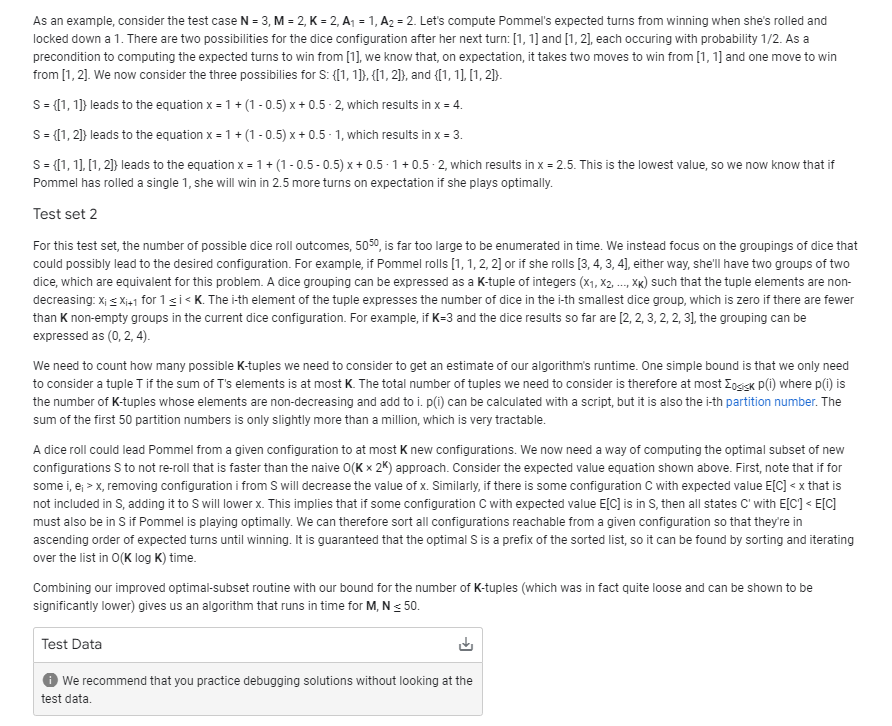 As an example, consider the test case N = 3, M = 2, K = 2, A₁ = 1, A₂ = 2. Let's compute Pommel's expected turns from winning when she's rolled and
locked down a 1. There are two possibilities for the dice configuration after her next turn: [1, 1] and [1, 2], each occuring with probability 1/2. As a
precondition to computing the expected turns to win from [1], we know that, on expectation, it takes two moves to win from [1, 1] and one move to win
from [1, 2]. We now consider the three possibilies for S: {[1, 1]}, {[1, 2]}, and {[1, 1], [1, 2]}.
S = {[1, 1]} leads to the equation x = 1 + (1 - 0.5) x + 0.5 · 2, which results in x = 4.
S = {[1, 2]} leads to the equation x = 1 + (1 - 0.5) x + 0.5 · 1, which results in x = 3.
S = {[1, 1], [1, 2]} leads to the equation x = 1 + (1 - 0.5 - 0.5) x + 0.5 · 1 + 0.5 · 2, which results in x = 2.5. This is the lowest value, so we now know that if
Pommel has rolled a single 1, she will win in 2.5 more turns on expectation if she plays optimally.
Test set 2
For this test set, the number of possible dice roll outcomes, 50⁵⁰, is far too large to be enumerated in time. We instead focus on the groupings of dice that
could possibly lead to the desired configuration. For example, if Pommel rolls [1, 1, 2, 2] or if she rolls [3, 4, 3, 4], either way, she'll have two groups of two
dice, which are equivalent for this problem. A dice grouping can be expressed as a K-tuple of integers (x₁, x₂, ..., xK) such that the tuple elements are non-
decreasing: xᵢ ≤ xᵢ₊₁ for 1 ≤ i < K. The i-th element of the tuple expresses the number of dice in the i-th smallest dice group, which is zero if there are fewer
than K non-empty groups in the current dice configuration. For example, if K=3 and the dice results so far are [2, 2, 3, 2, 2, 3], the grouping can be
expressed as (0, 2, 4).
We need to count how many possible K-tuples we need to consider to get an estimate of our algorithm's runtime. One simple bound is that we only need
to consider a tuple T if the sum of T's elements is at most K. The total number of tuples we need to consider is therefore at most Σ0≤i≤K p(i) where p(i) is
the number of K-tuples whose elements are non-decreasing and add to i. p(i) can be calculated with a script, but it is also the i-th partition number. The
sum of the first 50 partition numbers is only slightly more than a million, which is very tractable.
A dice roll could lead Pommel from a given configuration to at most K new configurations. We now need a way of computing the optimal subset of new
configurations S to not re-roll that is faster than the naive O(K × 2ᴷ) approach. Consider the expected value equation shown above. First, note that if for
some i, eᵢ > x, removing configuration i from S will decrease the value of x. Similarly, if there is some configuration C with expected value E[C] < x that is
not included in S, adding it to S will lower x. This implies that if some configuration C with expected value E[C] is in S, then all states C' with E[C'] < E[C]
must also be in S if Pommel is playing optimally. We can therefore sort all configurations reachable from a given configuration so that they're in
ascending order of expected turns until winning. It is guaranteed that the optimal S is a prefix of the sorted list, so it can be found by sorting and iterating
over the list in O(K log K) time.
Combining our improved optimal-subset routine with our bound for the number of K-tuples (which was in fact quite loose and can be shown to be
significantly lower) gives us an algorithm that runs in time for M, N ≤ 50.
Test Data
We recommend that you practice debugging solutions without looking at the
test data.